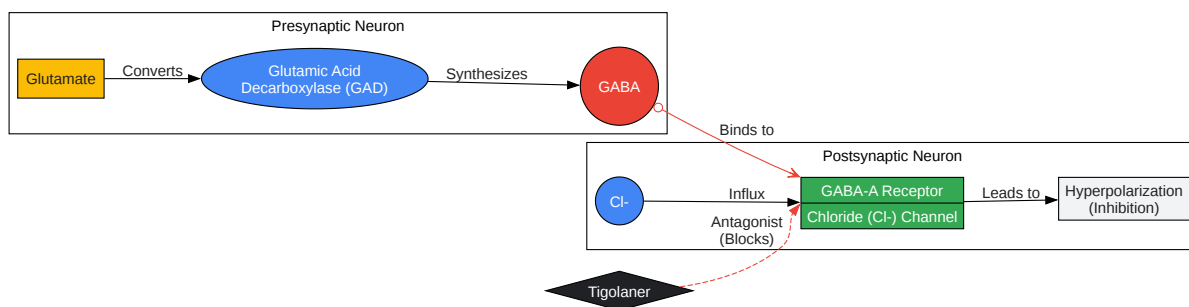 Presynaptic Neuron
Glutamate
Converts
Glutamic Acid
Decarboxylase (GAD)
Synthesizes
GABA
Binds to
Postsynaptic Neuron
Cl-
Influx
GABA-A Receptor
Chloride (Cl-) Channel
Leads to
Hyperpolarization
(Inhibition)
Antagonist
(Blocks)
Tigolaner